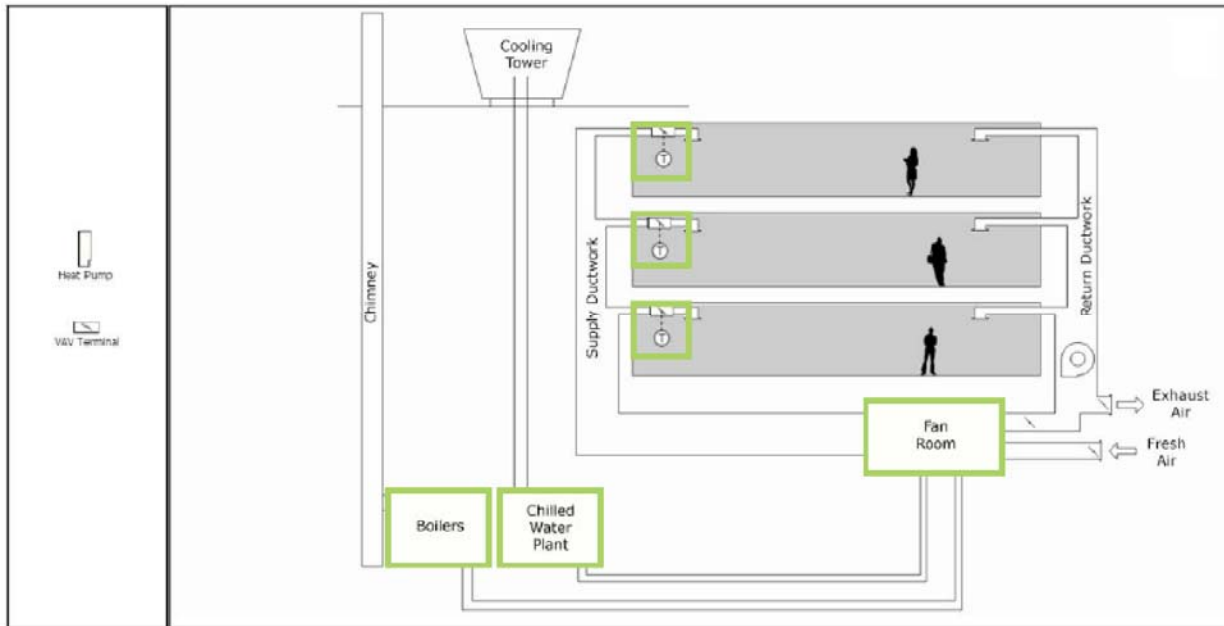 Cooling
Tower
Heat Pump
VAV Terminal
Chimney
Supply Ductwork
Return Ductwork
T
T
T
Exhaust
Air
Fan
Room
Fresh
Air
Boilers
Chilled
Water
Plant